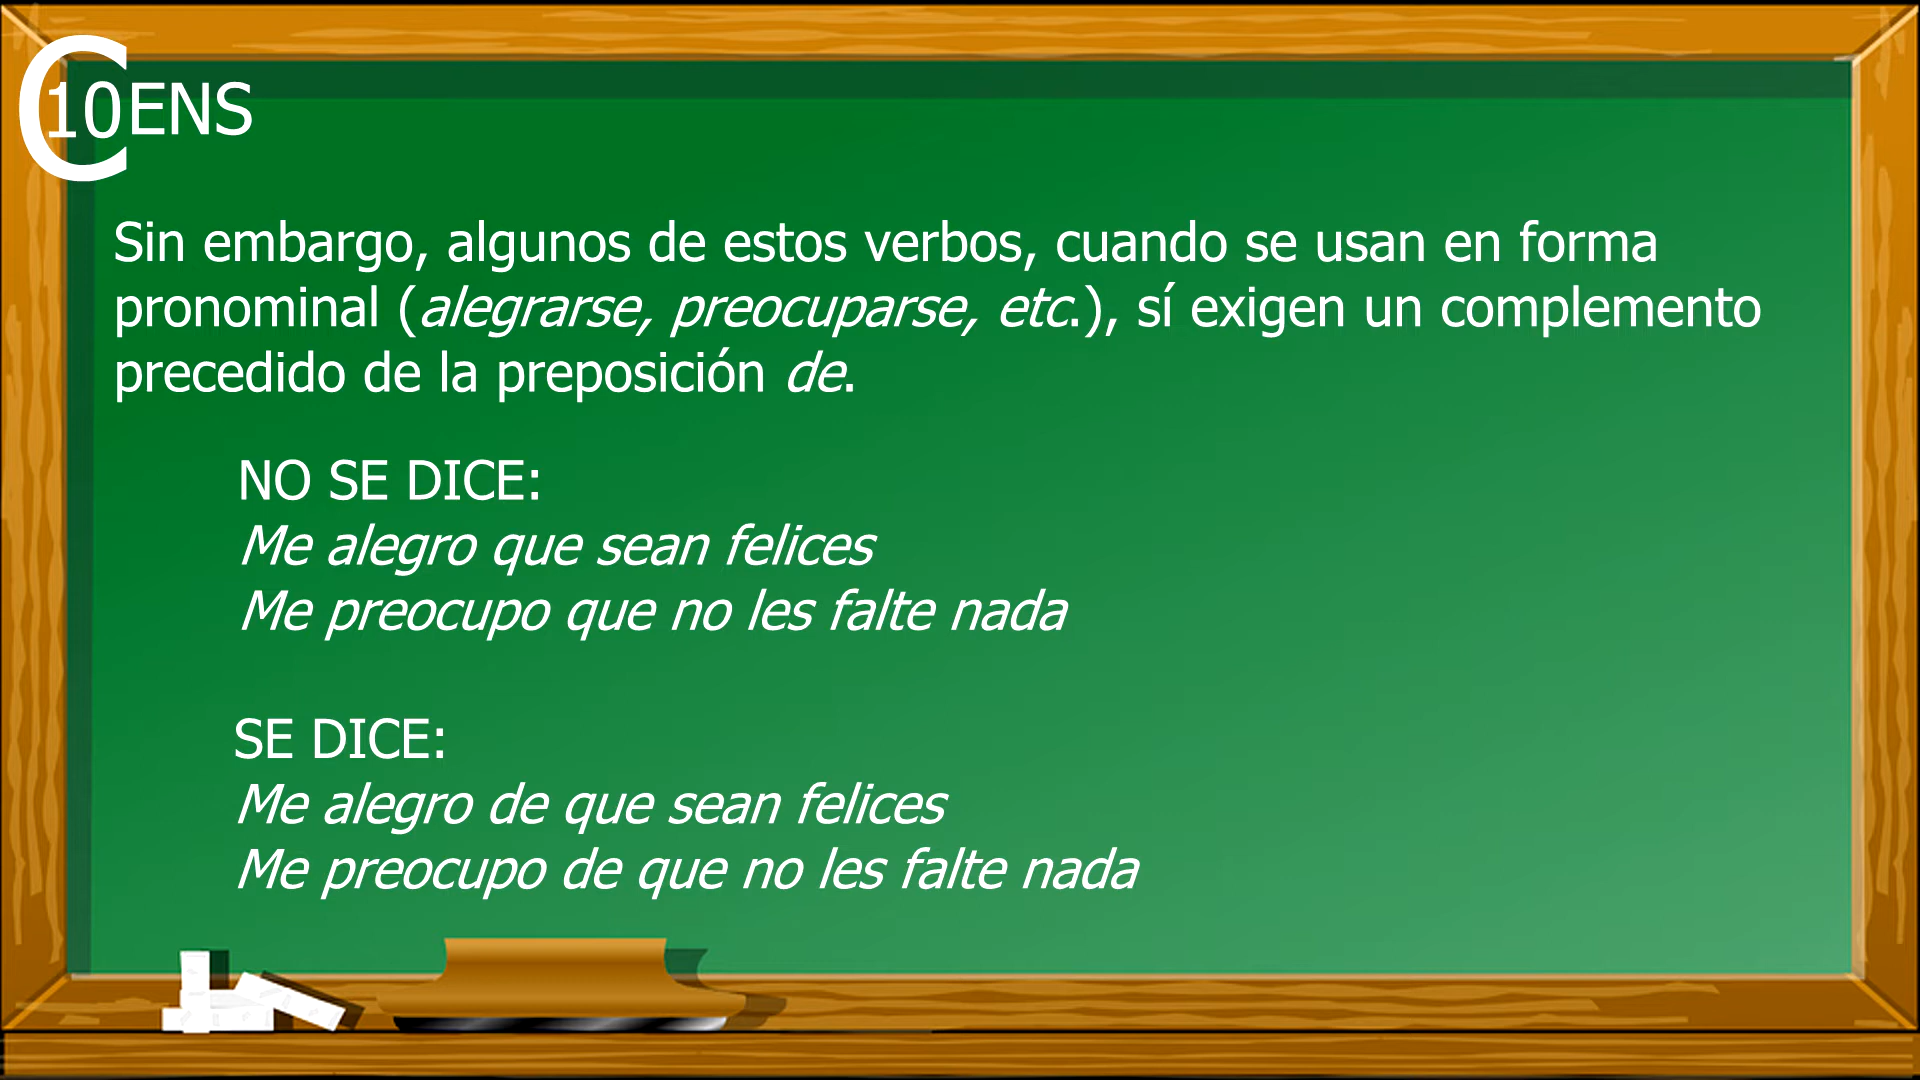 C10ENS
Sin embargo, algunos de estos verbos, cuando se usan en forma
pronominal (alegrarse, preocuparse, etc.), sí exigen un complemento
precedido de la preposición de.
NO SE DICE:
Me alegro que sean felices
Me preocupo que no les falte nada
SE DICE:
Me alegro de que sean felices
Me preocupo de que no les falte nada